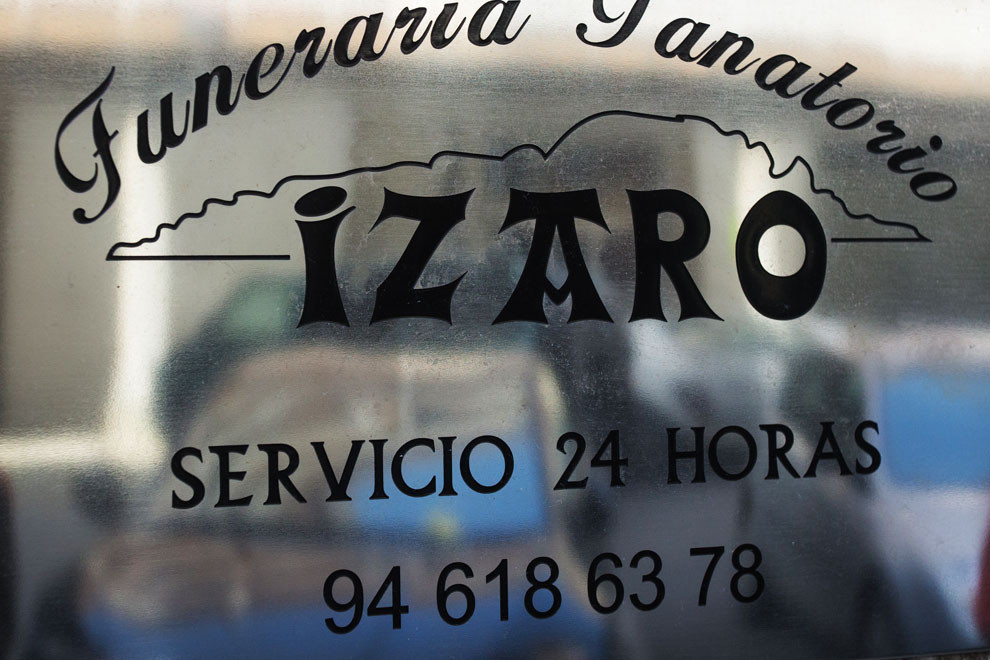 Funeraria Tanatorio
iZARO
SERVICIO 24 HORAS
94 618 63 78